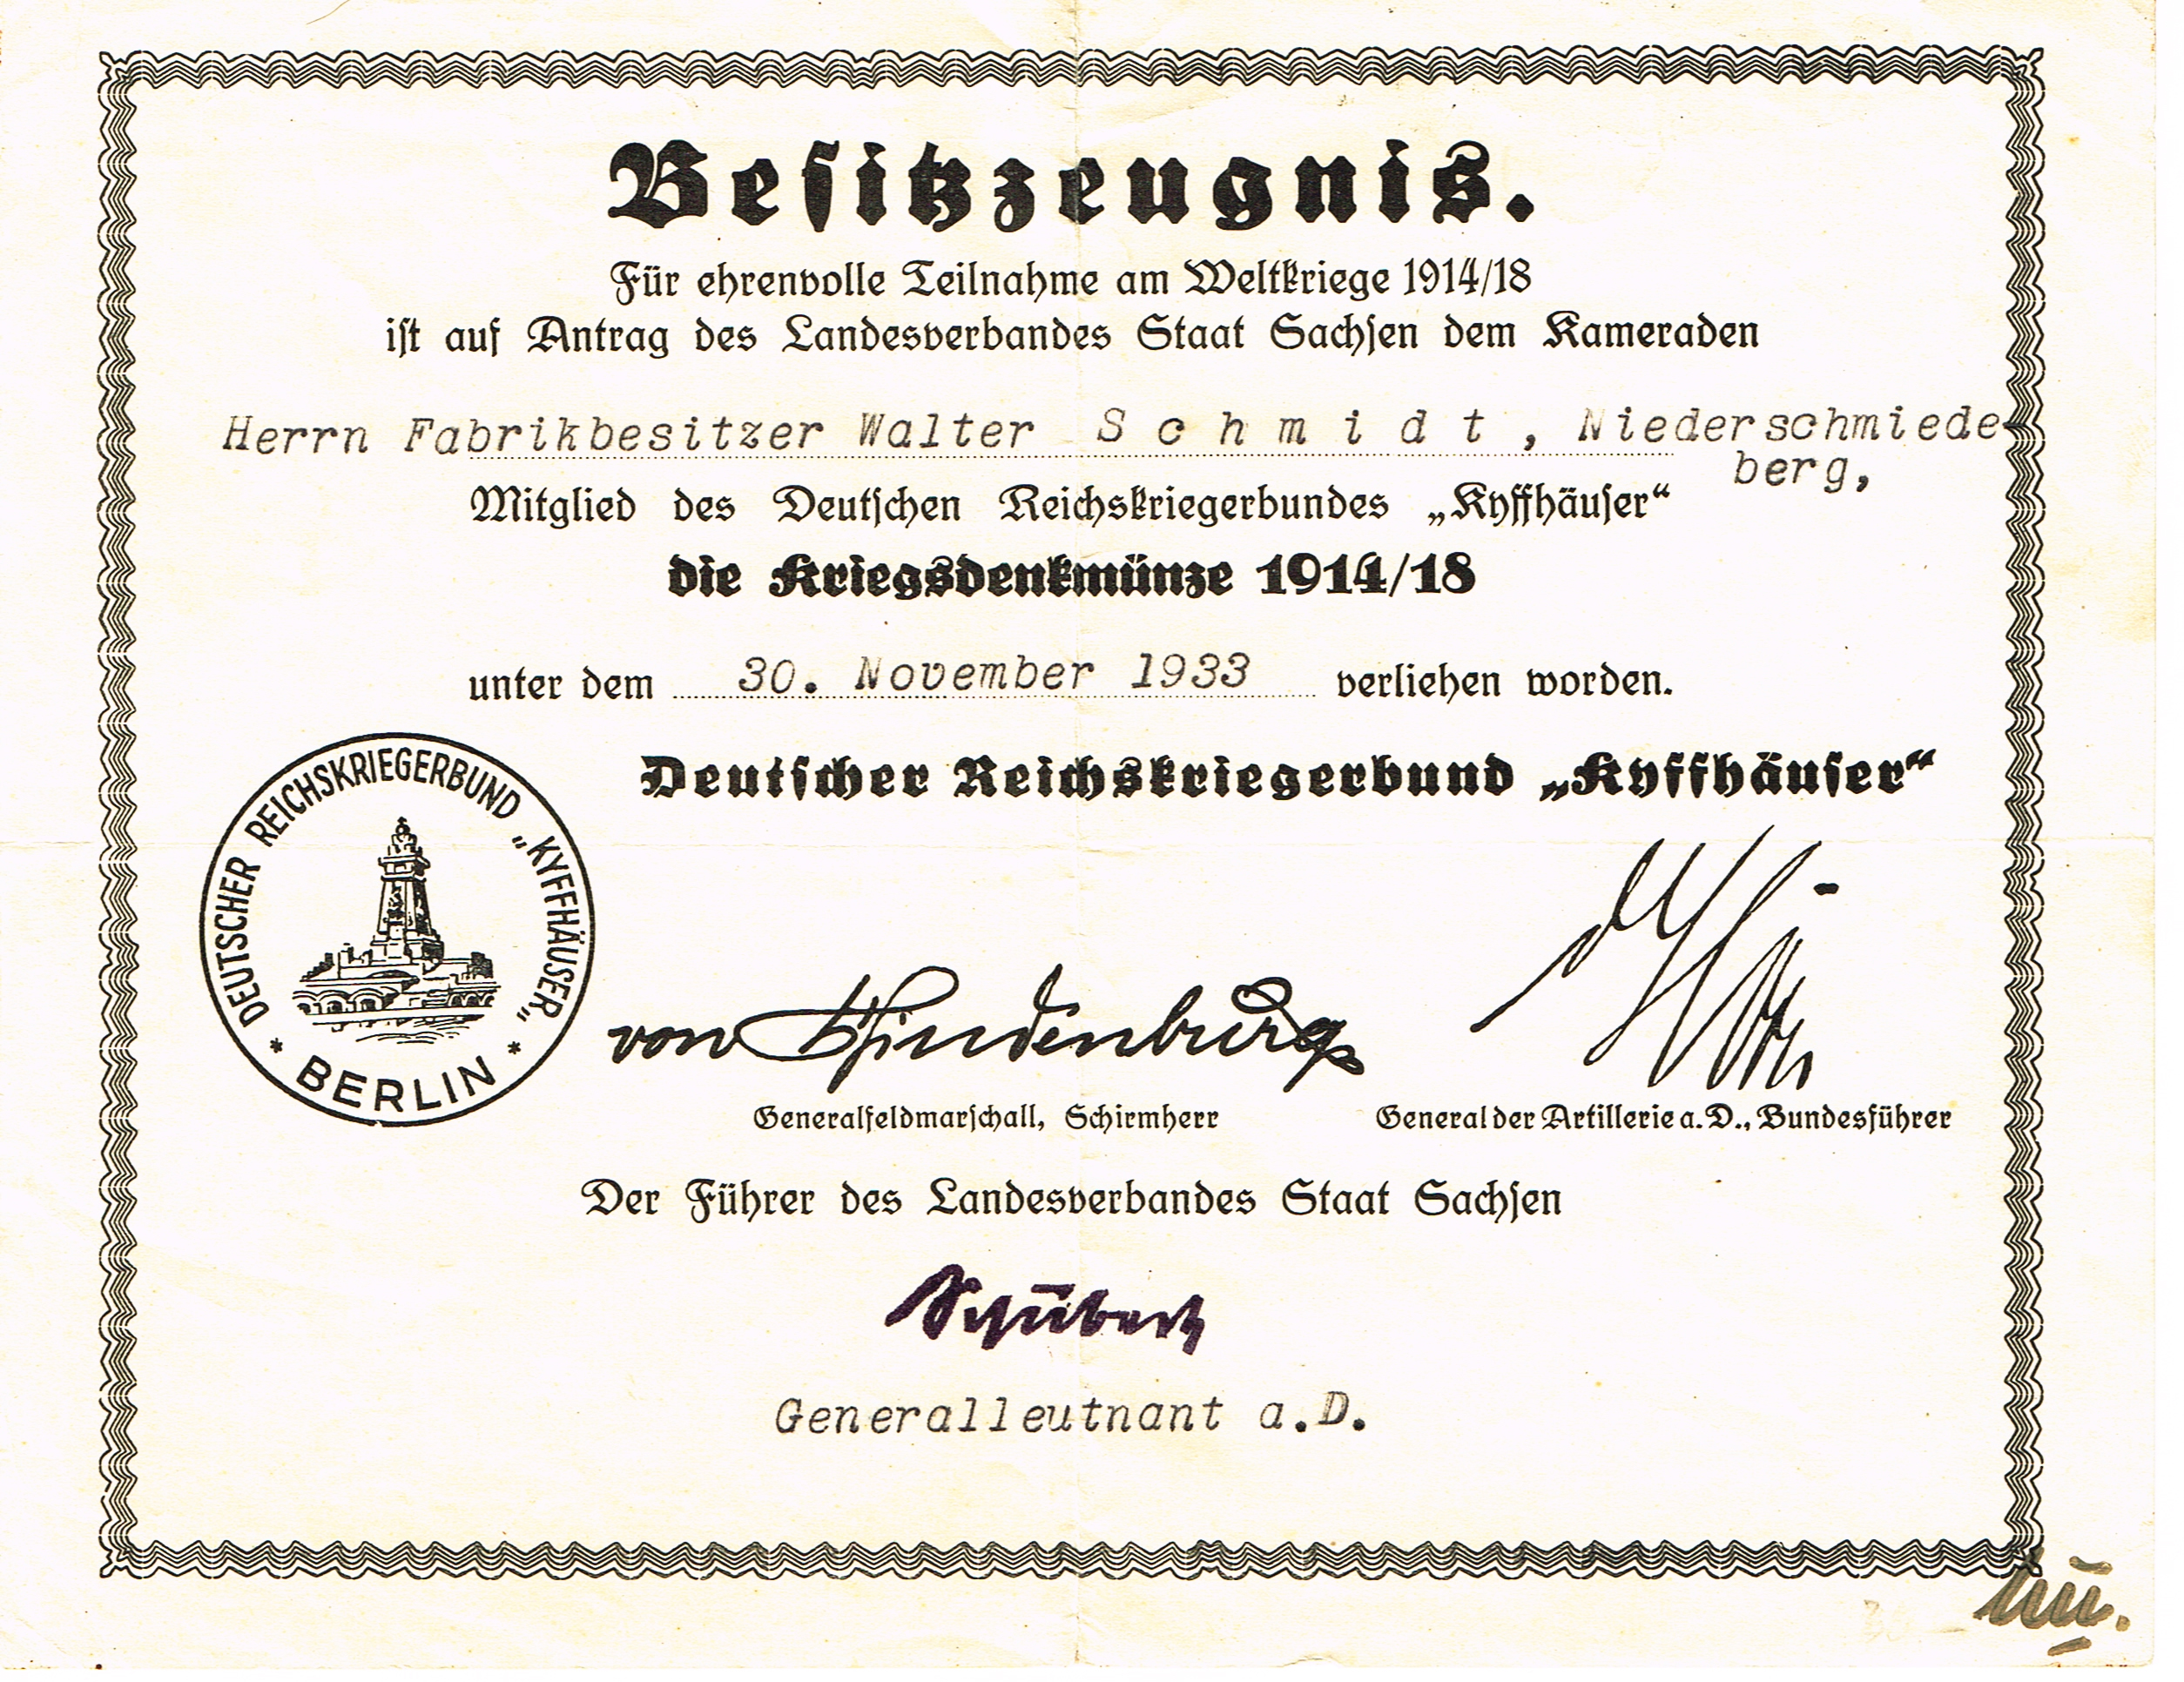 Besitzzeugnis.
Für ehrenvolle Teilnahme am Weltkriege 1914/18
ist auf Antrag des Landesverbandes Staat Sachsen dem Kameraden
Herrn Fabrikbesitzer Walter S c h m i d t , Niederschmiede-
berg,
Mitglied des Deutschen Reichskriegerbundes „Kyffhäuser“
die Kriegsdenkmünze 1914/18
unter dem 30. November 1933 verliehen worden.
DEUTSCHER REICHSKRIEGERBUND „KYFFHÄUSER„
* BERLIN *
Deutscher Reichskriegerbund „Kyffhäuser“
von Hindenburg
Generalfeldmarschall, Schirmherr
General der Artillerie a. D., Bundesführer
Der Führer des Landesverbandes Staat Sachsen
Schubert
Generalleutnant a.D.